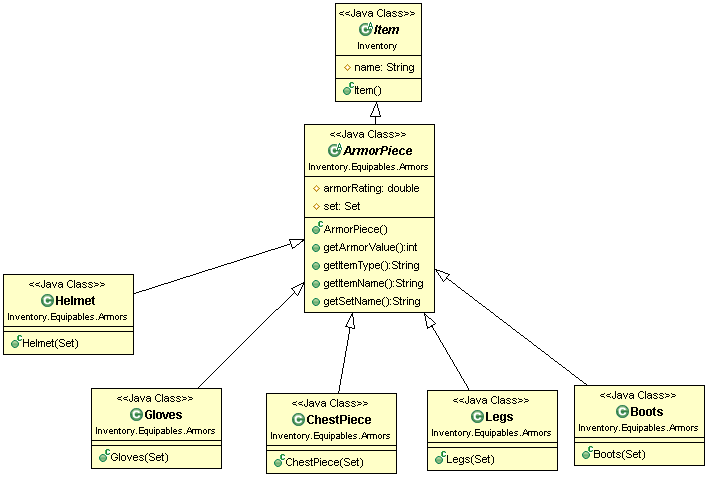 <<Java Class>>
Item
Inventory
name: String
Item()
<<Java Class>>
ArmorPiece
Inventory.Equipables.Armors
armorRating: double
set: Set
ArmorPiece()
getArmorValue():int
getItemType():String
getItemName():String
getSetName():String
<<Java Class>>
Helmet
Inventory.Equipables.Armors
Helmet(Set)
<<Java Class>>
Gloves
Inventory.Equipables.Armors
Gloves(Set)
<<Java Class>>
ChestPiece
Inventory.Equipables.Armors
ChestPiece(Set)
<<Java Class>>
Legs
Inventory.Equipables.Armors
Legs(Set)
<<Java Class>>
Boots
Inventory.Equipables.Armors
Boots(Set)